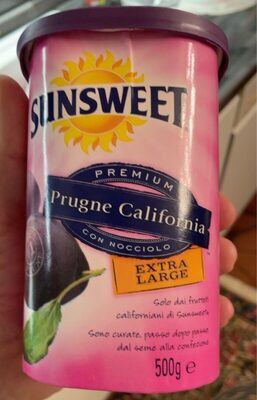 SUNSWEET
PREMIUM
Prugne California
CON NOCCIOLO
EXTRA
LARGE
Solo dai frutteti
californiani di Sunsweet
Sono curate, passo dopo passo
dal seme alla confezione
500g e